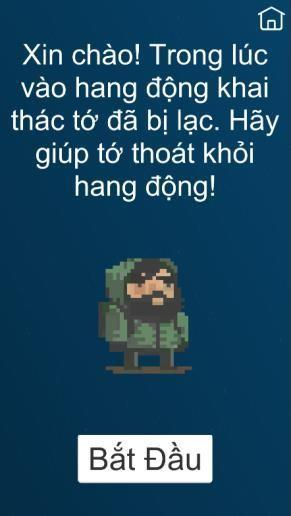 Xin chào! Trong lúc
vào hang động khai
thác tớ đã bị lạc. Hãy
giúp tớ thoát khỏi
hang động!
Bắt Đầu